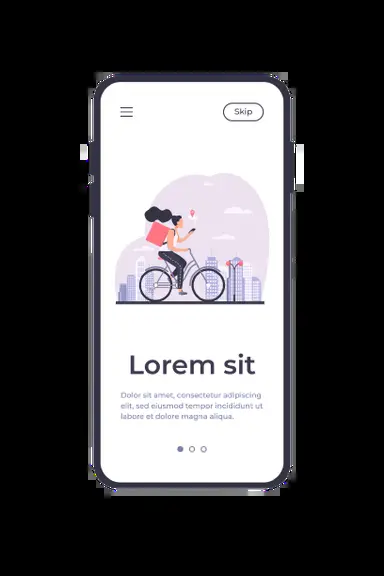 Skip
Lorem sit
Dolor sit amet, consectetur adipiscing
elit, sed eiusmod tempor incididunt ut
labore et dolore magna aliqua.